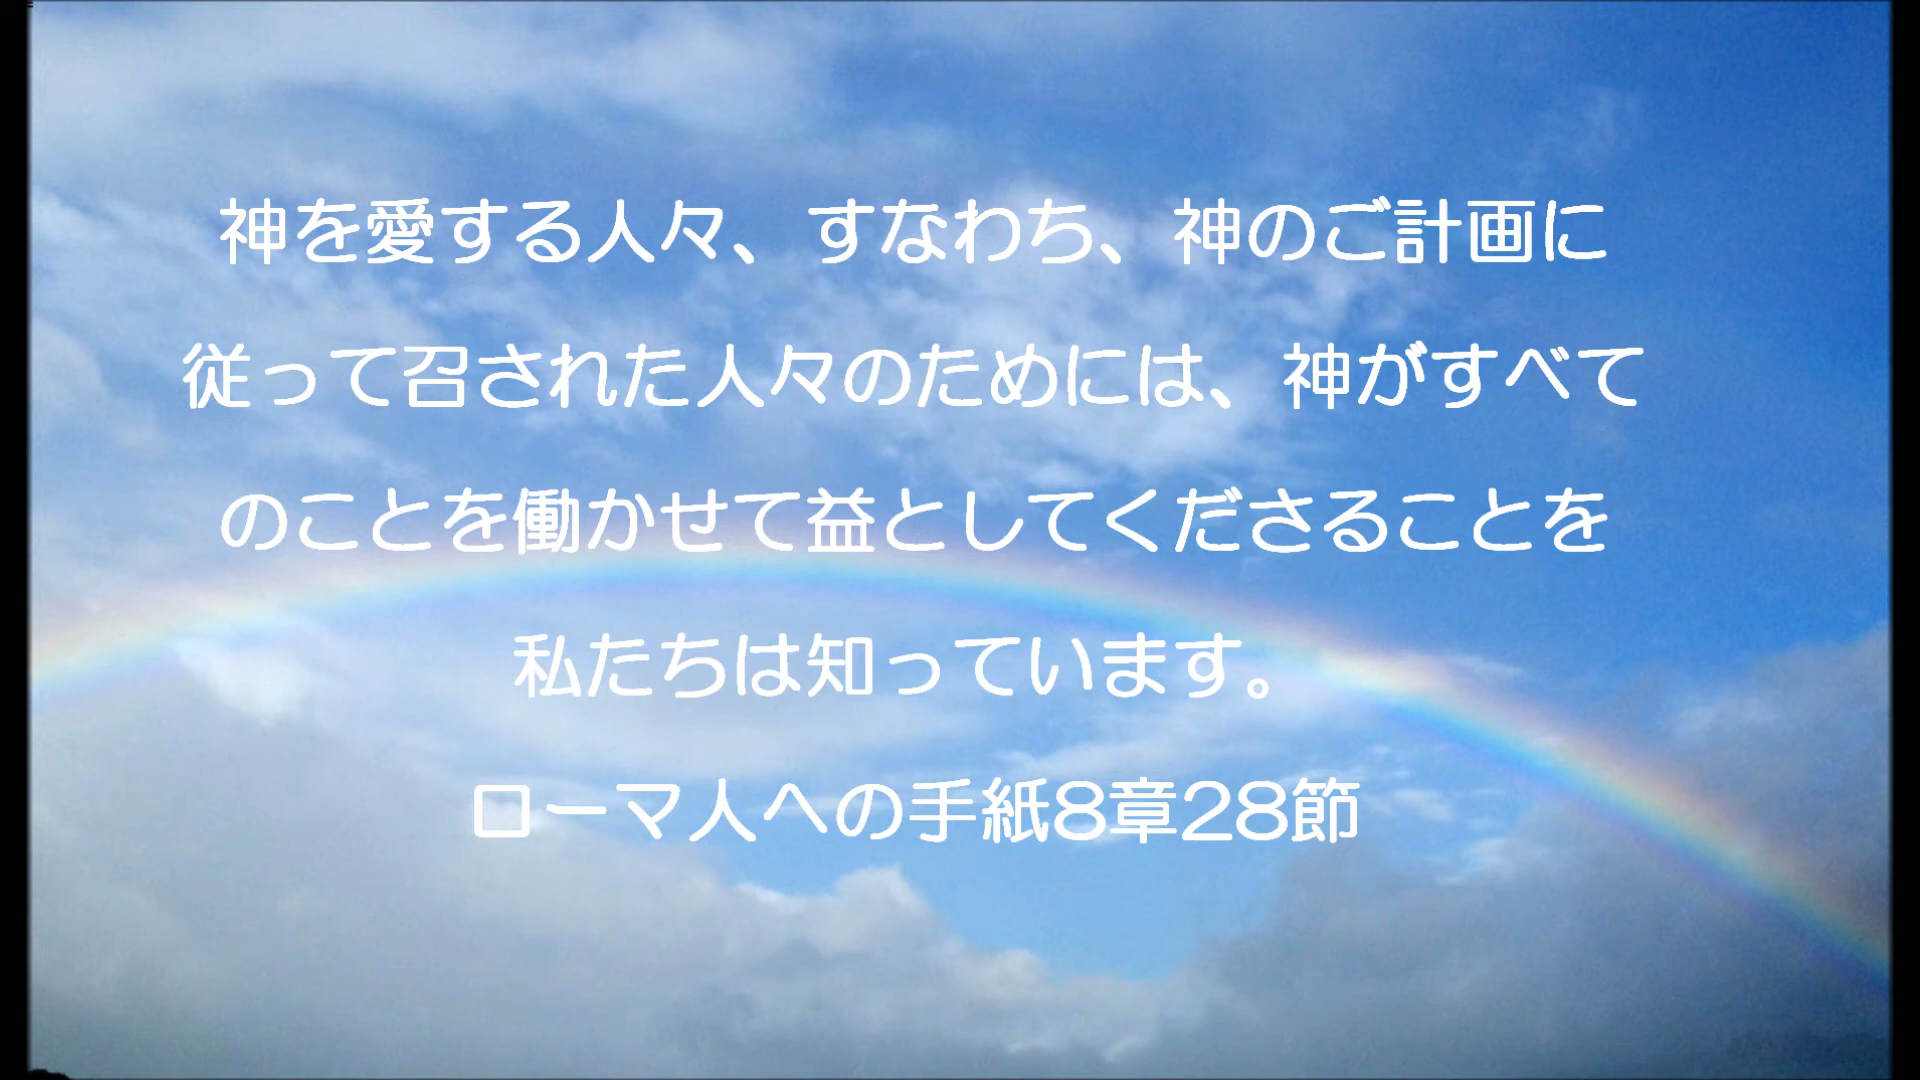 神を愛する人々、すなわち、神のご計画に
従って召された人々のためには、神がすべて
のことを働かせて益としてくださることを
私たちは知っています。
ローマ人への手紙8章28節